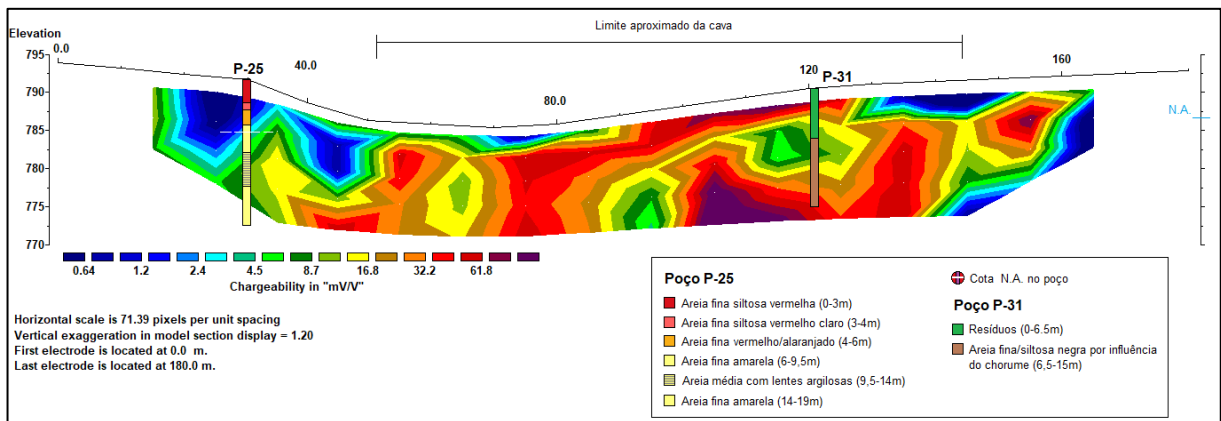 Limite aproximado da cava
Elevation
0.0
P-25
40.0
80.0
120
P-31
160
N.A.
795
790
785
780
775
770
0.64 1.2 2.4 4.5 8.7 16.8 32.2 61.8
Chargeability in "mV/V"
Horizontal scale is 71.39 pixels per unit spacing
Vertical exaggeration in model section display = 1.20
First electrode is located at 0.0 m.
Last electrode is located at 180.0 m.
Poço P-25
Areia fina siltosa vermelha (0-3m)
Areia fina siltosa vermelho claro (3-4m)
Areia fina vermelho/alaranjado (4-6m)
Areia fina amarela (6-9,5m)
Areia média com lentes argilosas (9,5-14m)
Areia fina amarela (14-19m)
Cota N.A. no poço
Poço P-31
Resíduos (0-6.5m)
Areia fina/siltosa negra por influência
do chorume (6,5-15m)